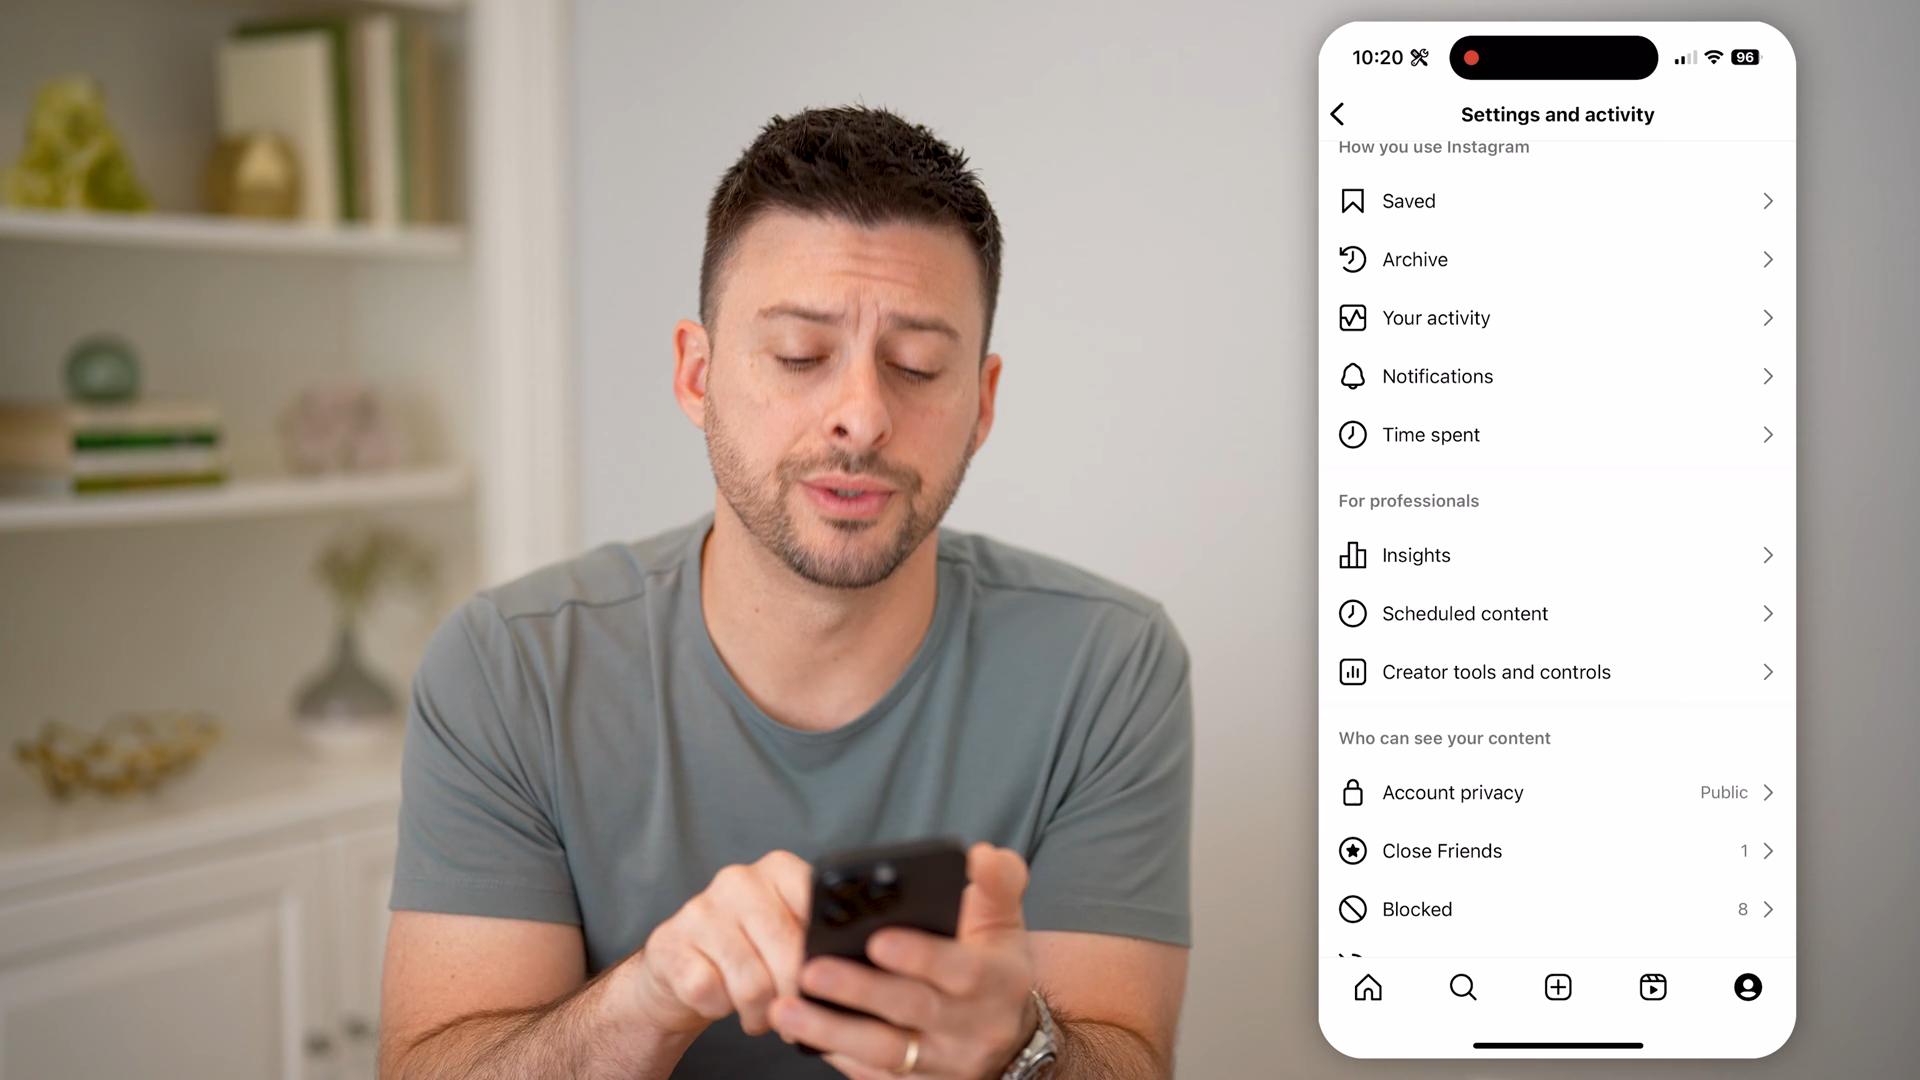 10:20
96
Settings and activity
How you use Instagram
Saved
Archive
Your activity
Notifications
Time spent
For professionals
Insights
Scheduled content
Creator tools and controls
Who can see your content
Account privacy Public
Close Friends 1
Blocked 8